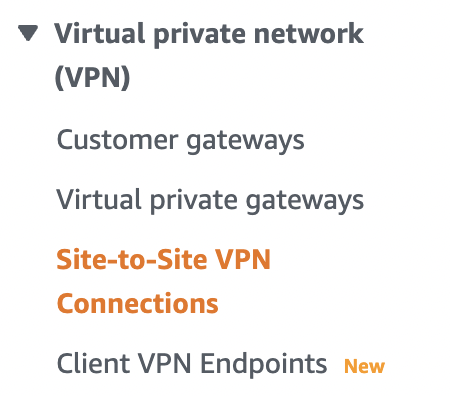 Virtual private network
(VPN)
Customer gateways
Virtual private gateways
Site-to-Site VPN
Connections
Client VPN Endpoints New